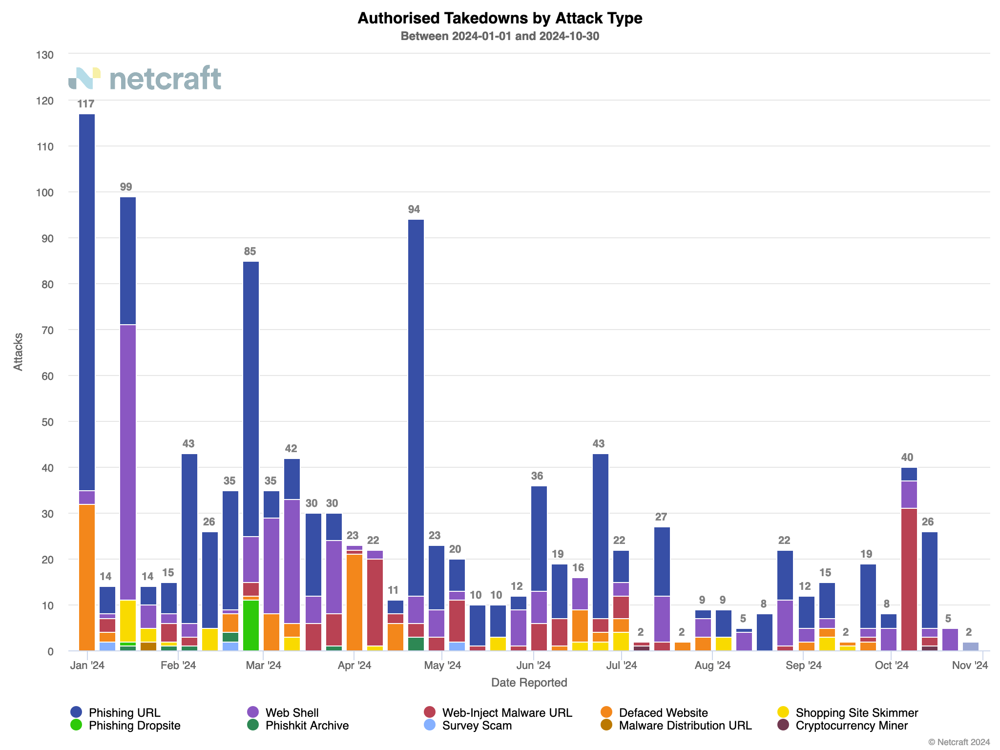 Authorised Takedowns by Attack Type
Between 2024-01-01 and 2024-10-30
130
netcraft
120
117
110
99
100
94
90
85
80
70
Attacks
60
50
43
42
43
40
40
36
35
35
30
30
30
27
26
26
23
22
23
20
22
22
20
19
19
14
14
15
16
15
11
10
10
12
12
10
9
9
8
8
5
5
2
2
2
2
0
Jan '24
Feb '24
Mar '24
Apr '24
May '24
Jun '24
Jul '24
Aug '24
Sep '24
Oct '24
Nov '24
Date Reported
Phishing URL
Web Shell
Web-Inject Malware URL
Defaced Website
Shopping Site Skimmer
Phishing Dropsite
Phishkit Archive
Survey Scam
Malware Distribution URL
Cryptocurrency Miner
© Netcraft 2024